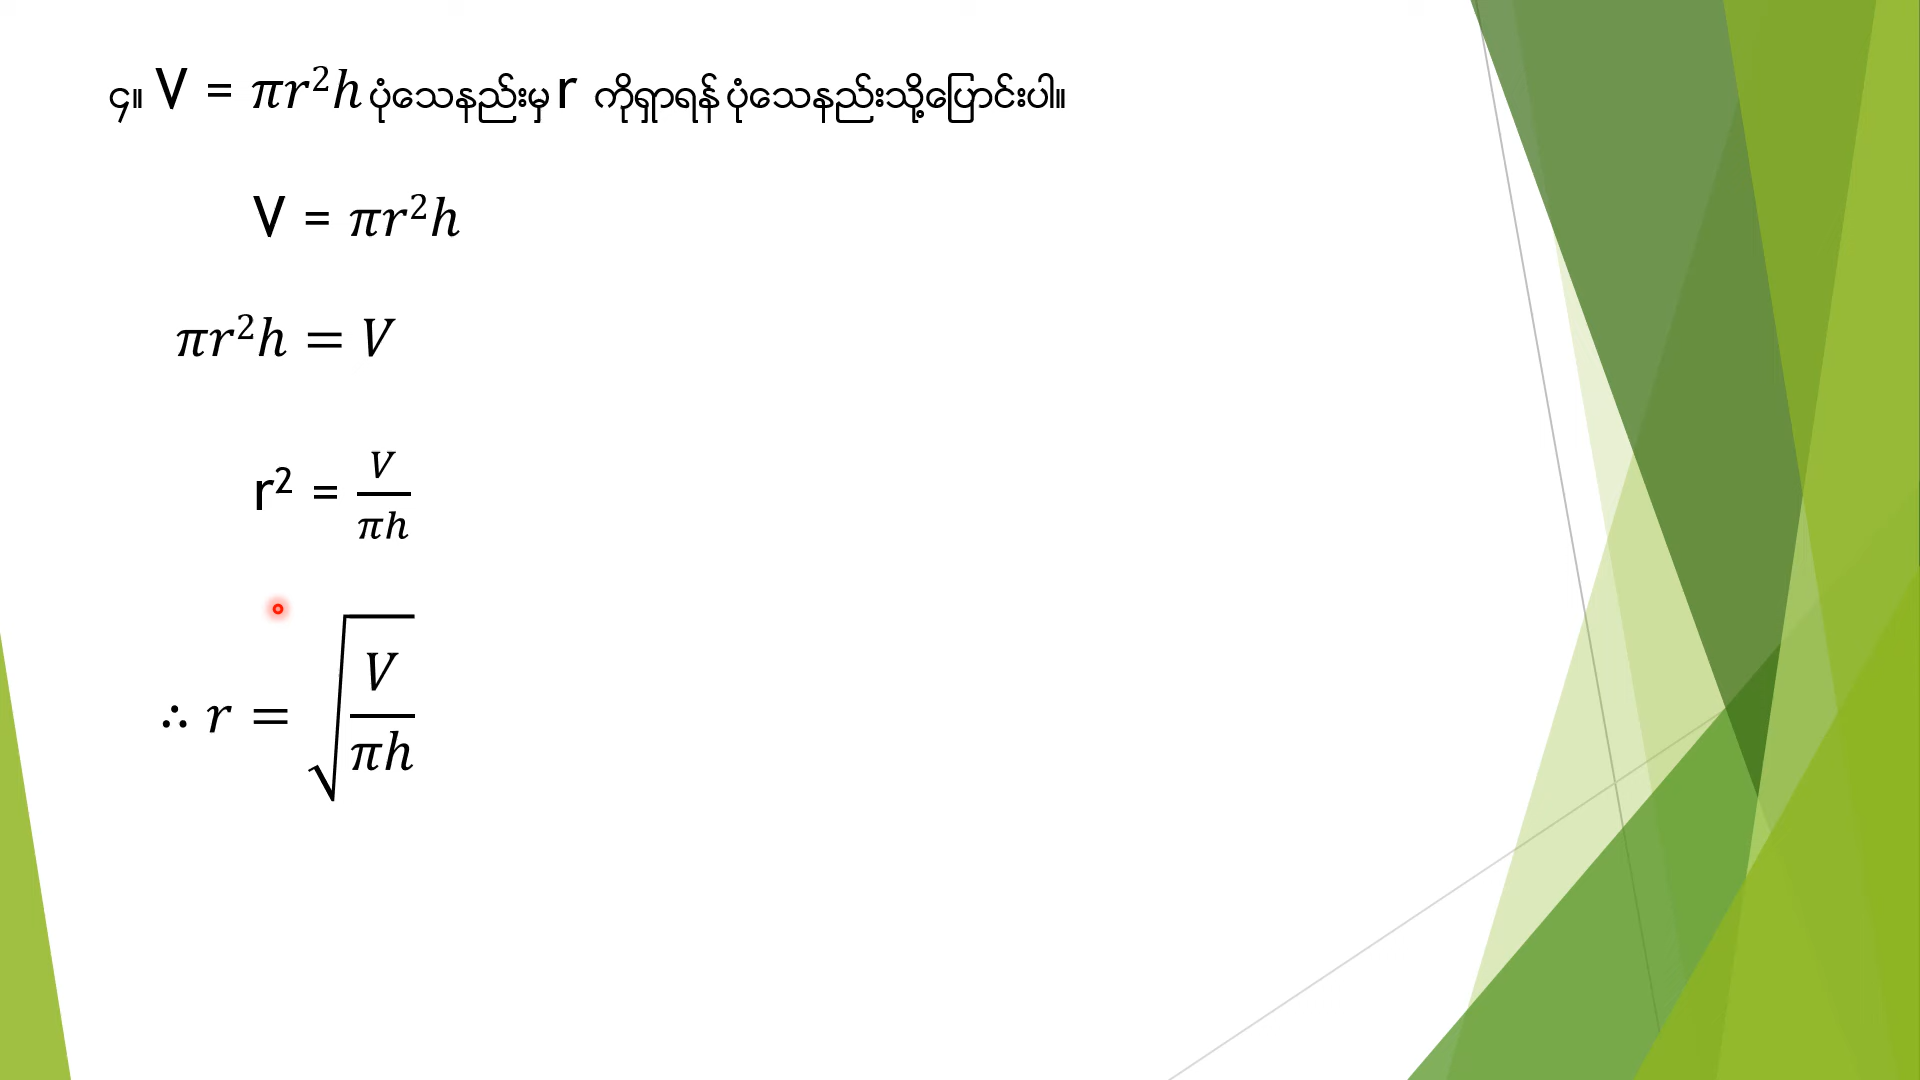 ၄။ V = πr²h ပုံသေနည်းမှ r ကိုရှာရန် ပုံသေနည်းသို့ပြောင်းပါ။
V = πr²h
πr²h = V
r² = V/πh
∴ r = √(V/πh)